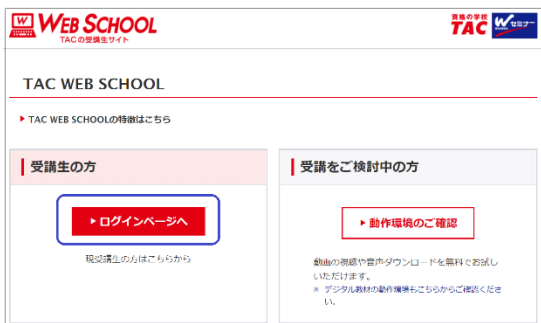 WEB SCHOOL
TACの受講生サイト
資格の学校
TAC
Wセミナー
TAC WEB SCHOOL
TAC WEB SCHOOLの特徴はこちら
受講生の方
ログインページへ
現受講生の方はこちらから
受講をご検討中の方
動作環境のご確認
動画の視聴や音声ダウンロードを無料でお試し
いただけます。
※ デジタル教材の動作環境もこちらからご確認くださ
い。